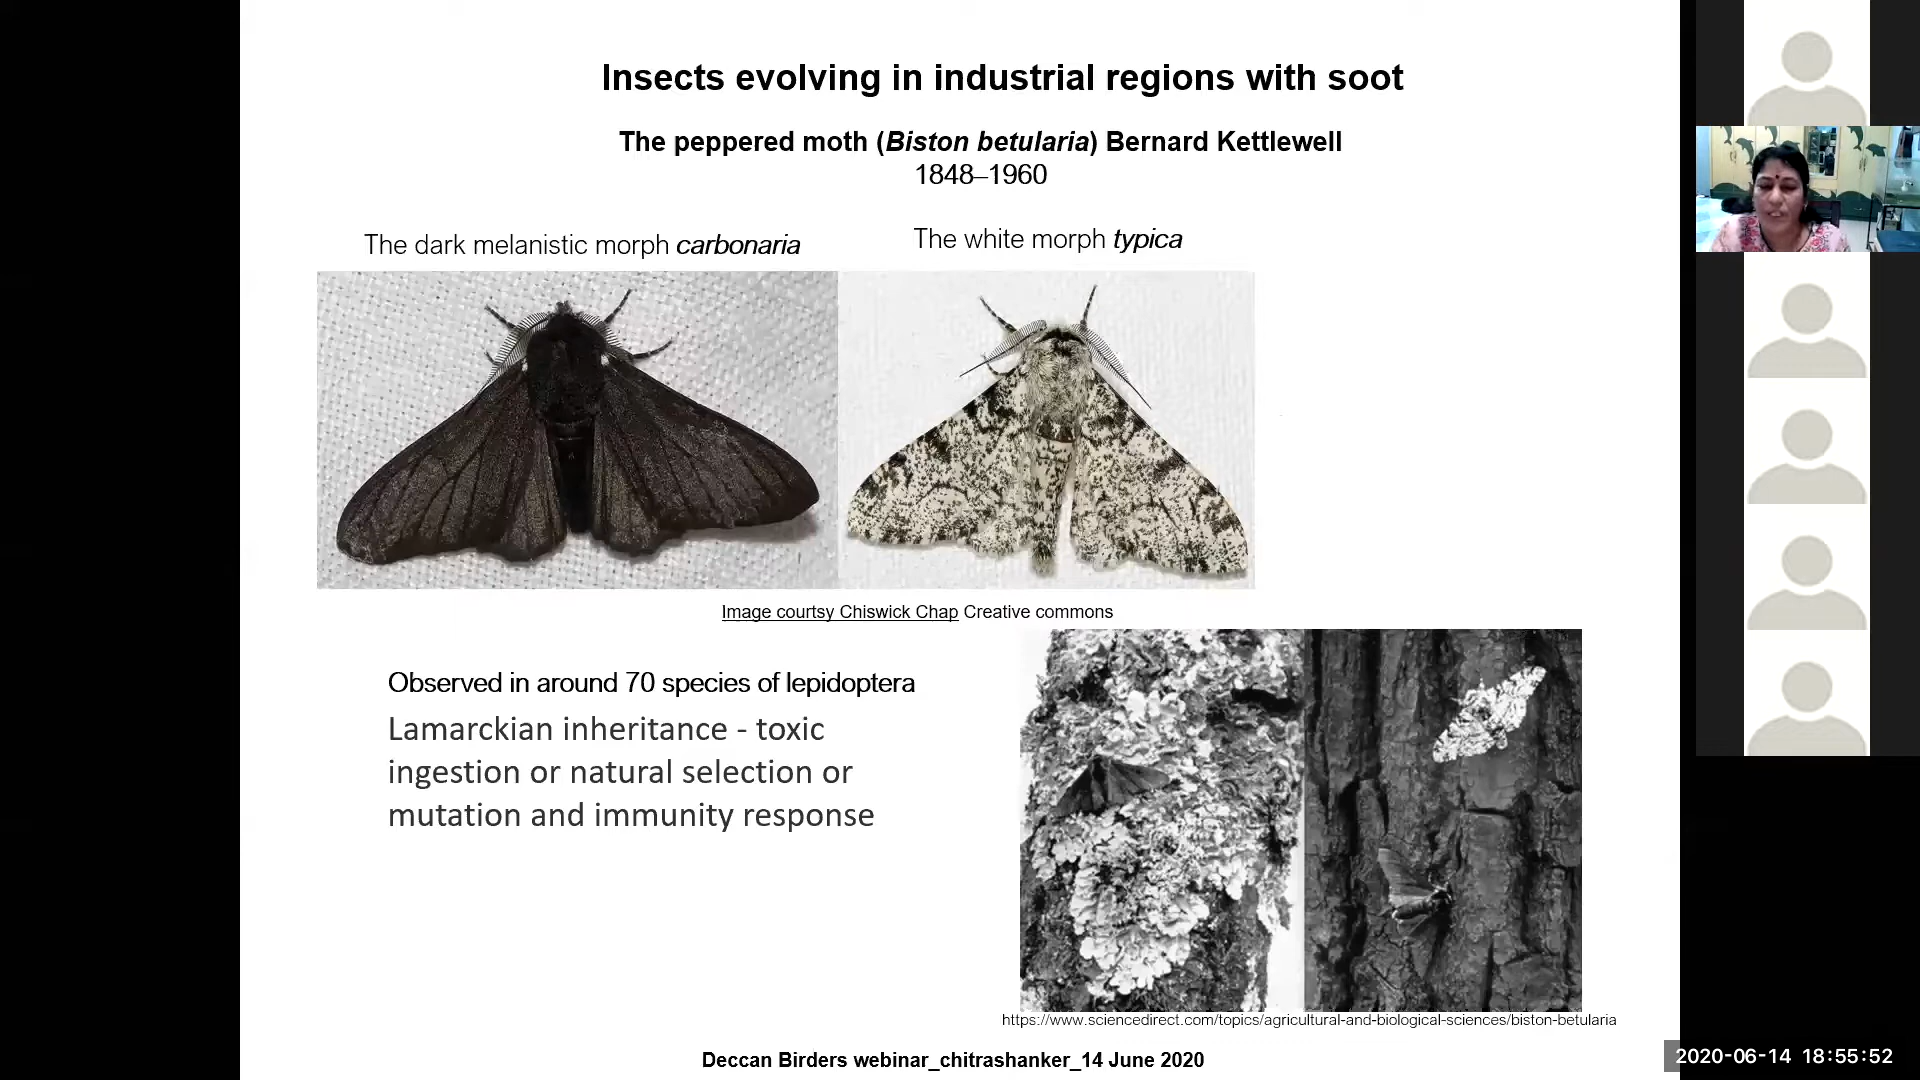 Insects evolving in industrial regions with soot
The peppered moth (Biston betularia) Bernard Kettlewell
1848–1960
The dark melanistic morph carbonaria
The white morph typica
Image courtsy Chiswick Chap Creative commons
Observed in around 70 species of lepidoptera
Lamarckian inheritance - toxic
ingestion or natural selection or
mutation and immunity response
https://www.sciencedirect.com/topics/agricultural-and-biological-sciences/biston-betularia
Deccan Birders webinar_chitrashanker_14 June 2020
2020-06-14 18:55:52